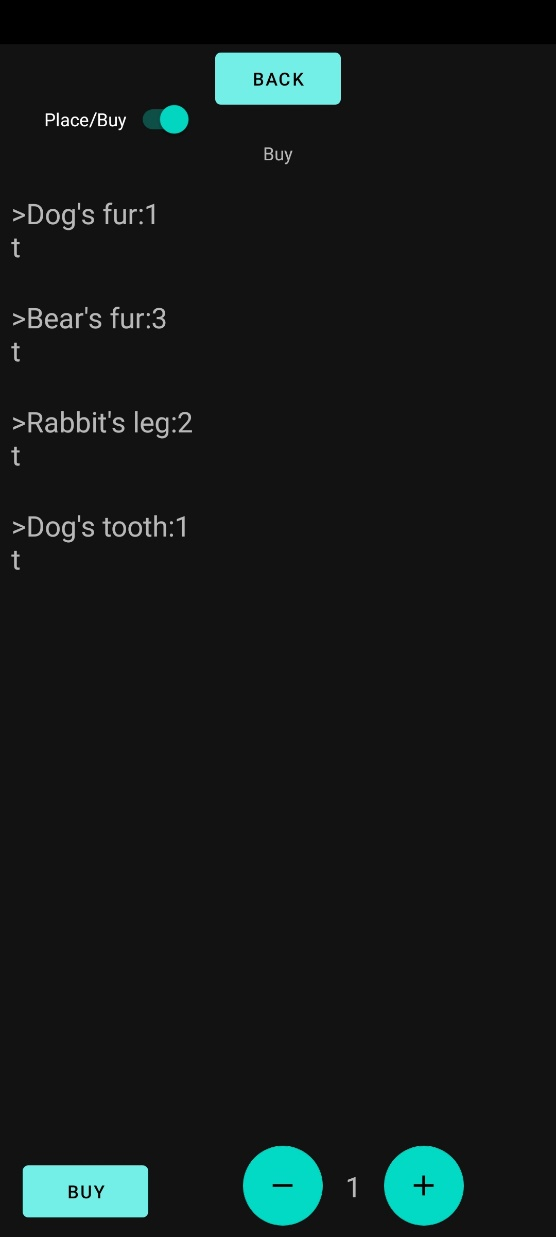 BACK
Place/Buy
Buy
>Dog's fur:1
t
>Bear's fur:3
t
>Rabbit's leg:2
t
>Dog's tooth:1
t
BUY
− 1 +